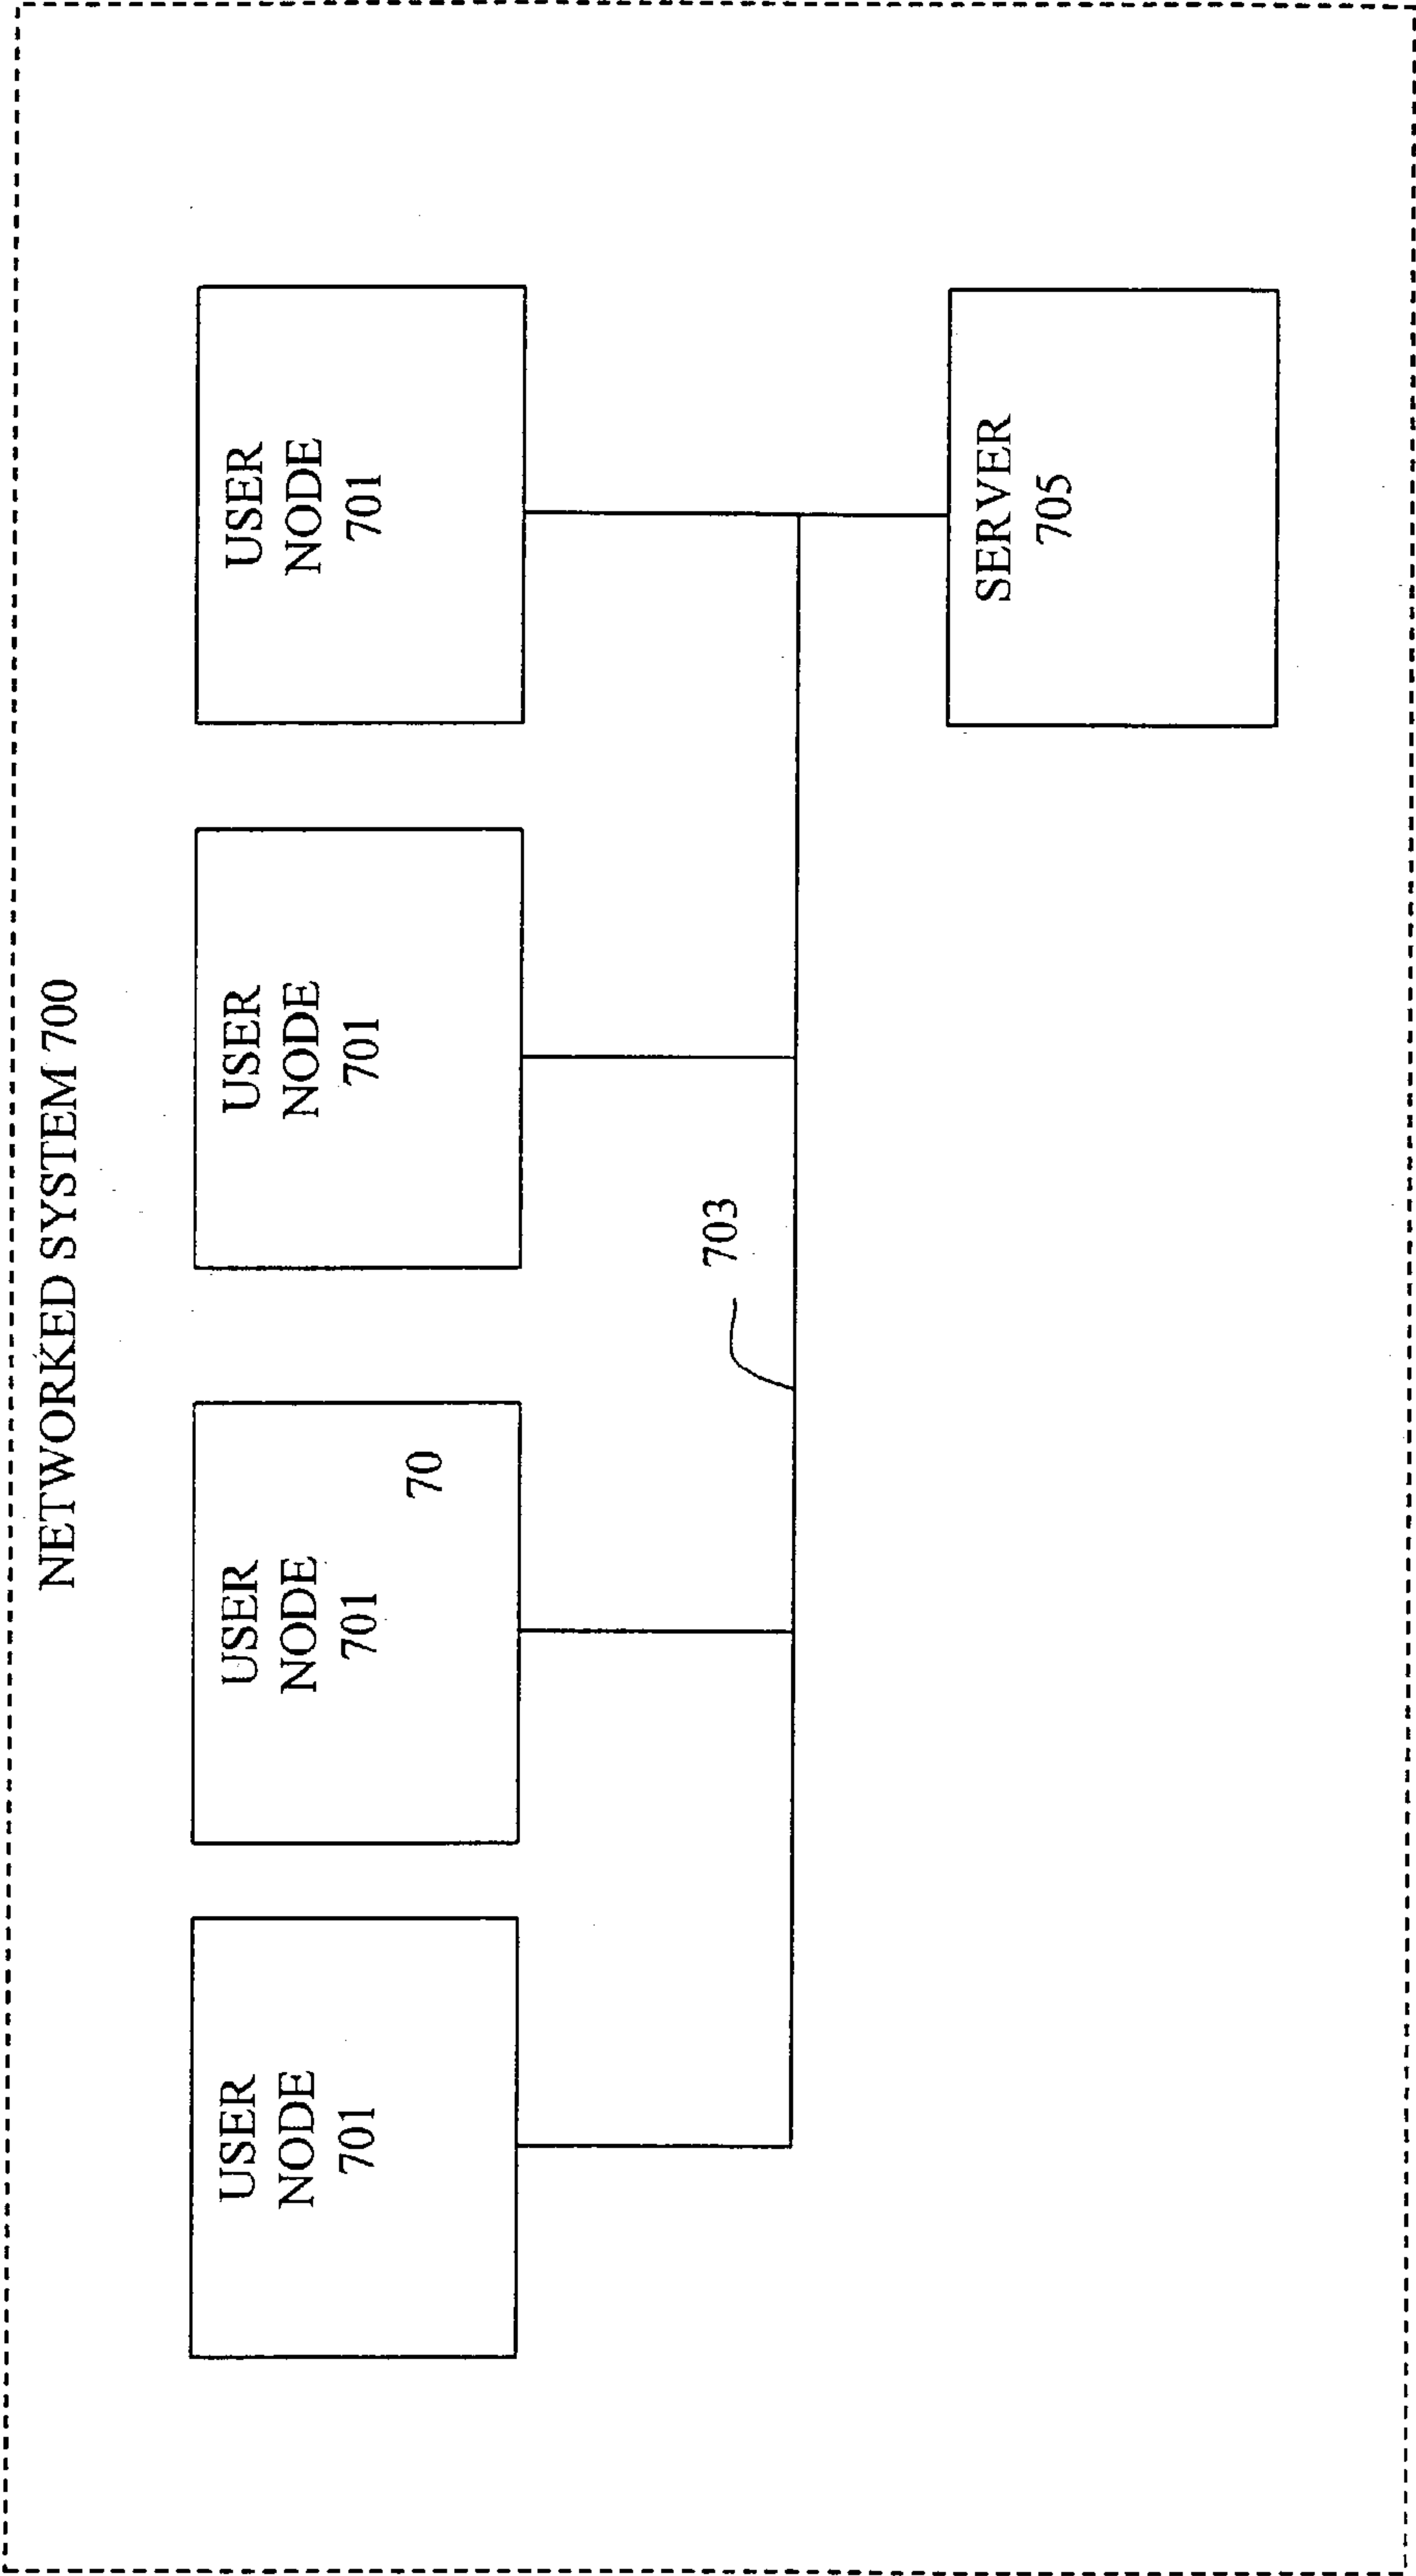 NETWORKED SYSTEM 700
USER
NODE
701
USER
NODE
701
70
USER
NODE
701
USER
NODE
701
703
SERVER
705